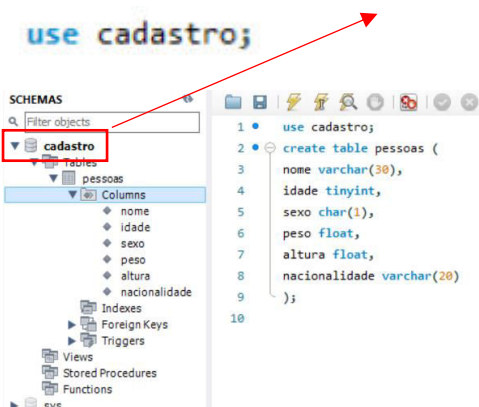 use cadastro;
SCHEMAS
Filter objects
cadastro
Tables
pessoas
Columns
nome
idade
sexo
peso
altura
nacionalidade
Indexes
Foreign Keys
Triggers
Views
Stored Procedures
Functions
sys
1 use cadastro;
2 create table pessoas (
3 nome varchar(30),
4 idade tinyint,
5 sexo char(1),
6 peso float,
7 altura float,
8 nacionalidade varchar(20)
9 );
10